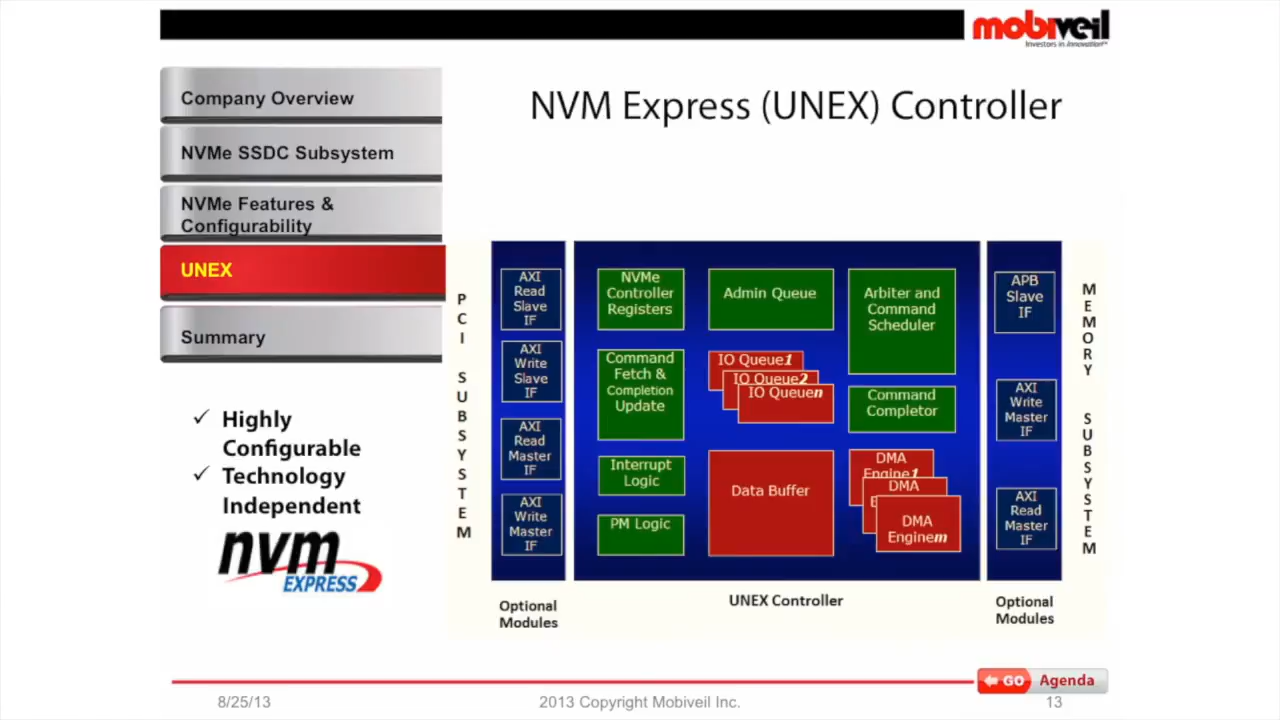 mobiveil
Investors in Innovation™
Company Overview
NVMe SSDC Subsystem
NVMe Features &
Configurability
UNEX
Summary
✓ Highly
Configurable
✓ Technology
Independent
nvm
EXPRESS
NVM Express (UNEX) Controller
PCI SUBSYSTEM
AXI
Read
Slave
IF
AXI
Write
Slave
IF
AXI
Read
Master
IF
AXI
Write
Master
IF
Optional
Modules
NVMe
Controller
Registers
Command
Fetch &
Completion
Update
Interrupt
Logic
PM Logic
Admin Queue
IO Queue1
IO Queue2
IO Queuen
Data Buffer
Arbiter and
Command
Scheduler
Command
Completor
DMA
Engine1
DMA
DMA
Enginem
UNEX Controller
APB
Slave
IF
AXI
Write
Master
IF
AXI
Read
Master
IF
Optional
Modules
MEMORY SUBSYSTEM
GO Agenda
8/25/13
2013 Copyright Mobiveil Inc.
13